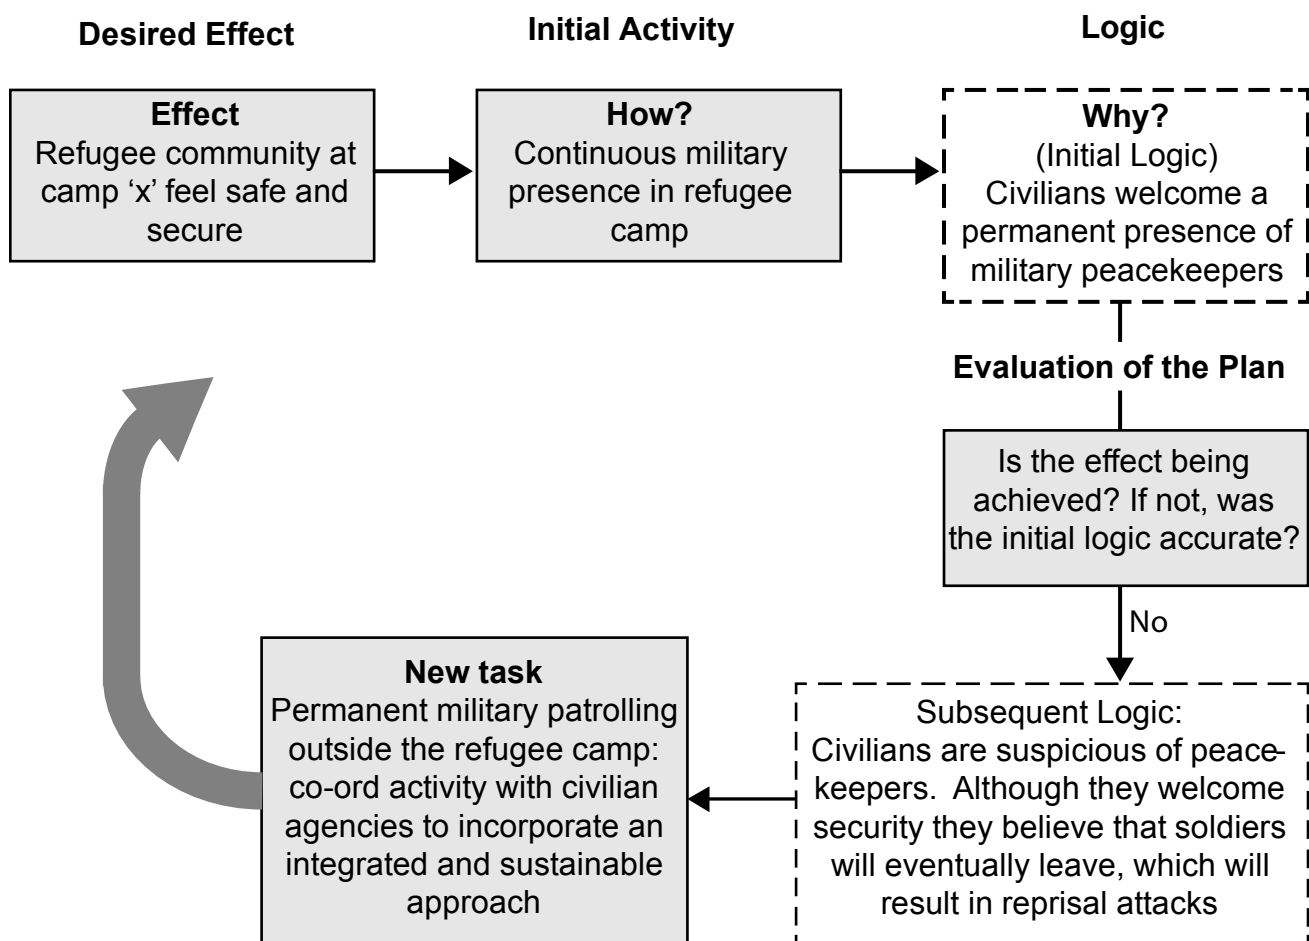 Desired Effect
Initial Activity
Logic
Effect
Refugee community at
camp ‘x’ feel safe and
secure
How?
Continuous military
presence in refugee
camp
Why?
(Initial Logic)
Civilians welcome a
permanent presence of
military peacekeepers
Evaluation of the Plan
Is the effect being
achieved? If not, was
the initial logic accurate?
No
Subsequent Logic:
Civilians are suspicious of peace-
keepers.  Although they welcome
security they believe that soldiers
will eventually leave, which will
result in reprisal attacks
New task
Permanent military patrolling
outside the refugee camp:
co-ord activity with civilian
agencies to incorporate an
integrated and sustainable
approach